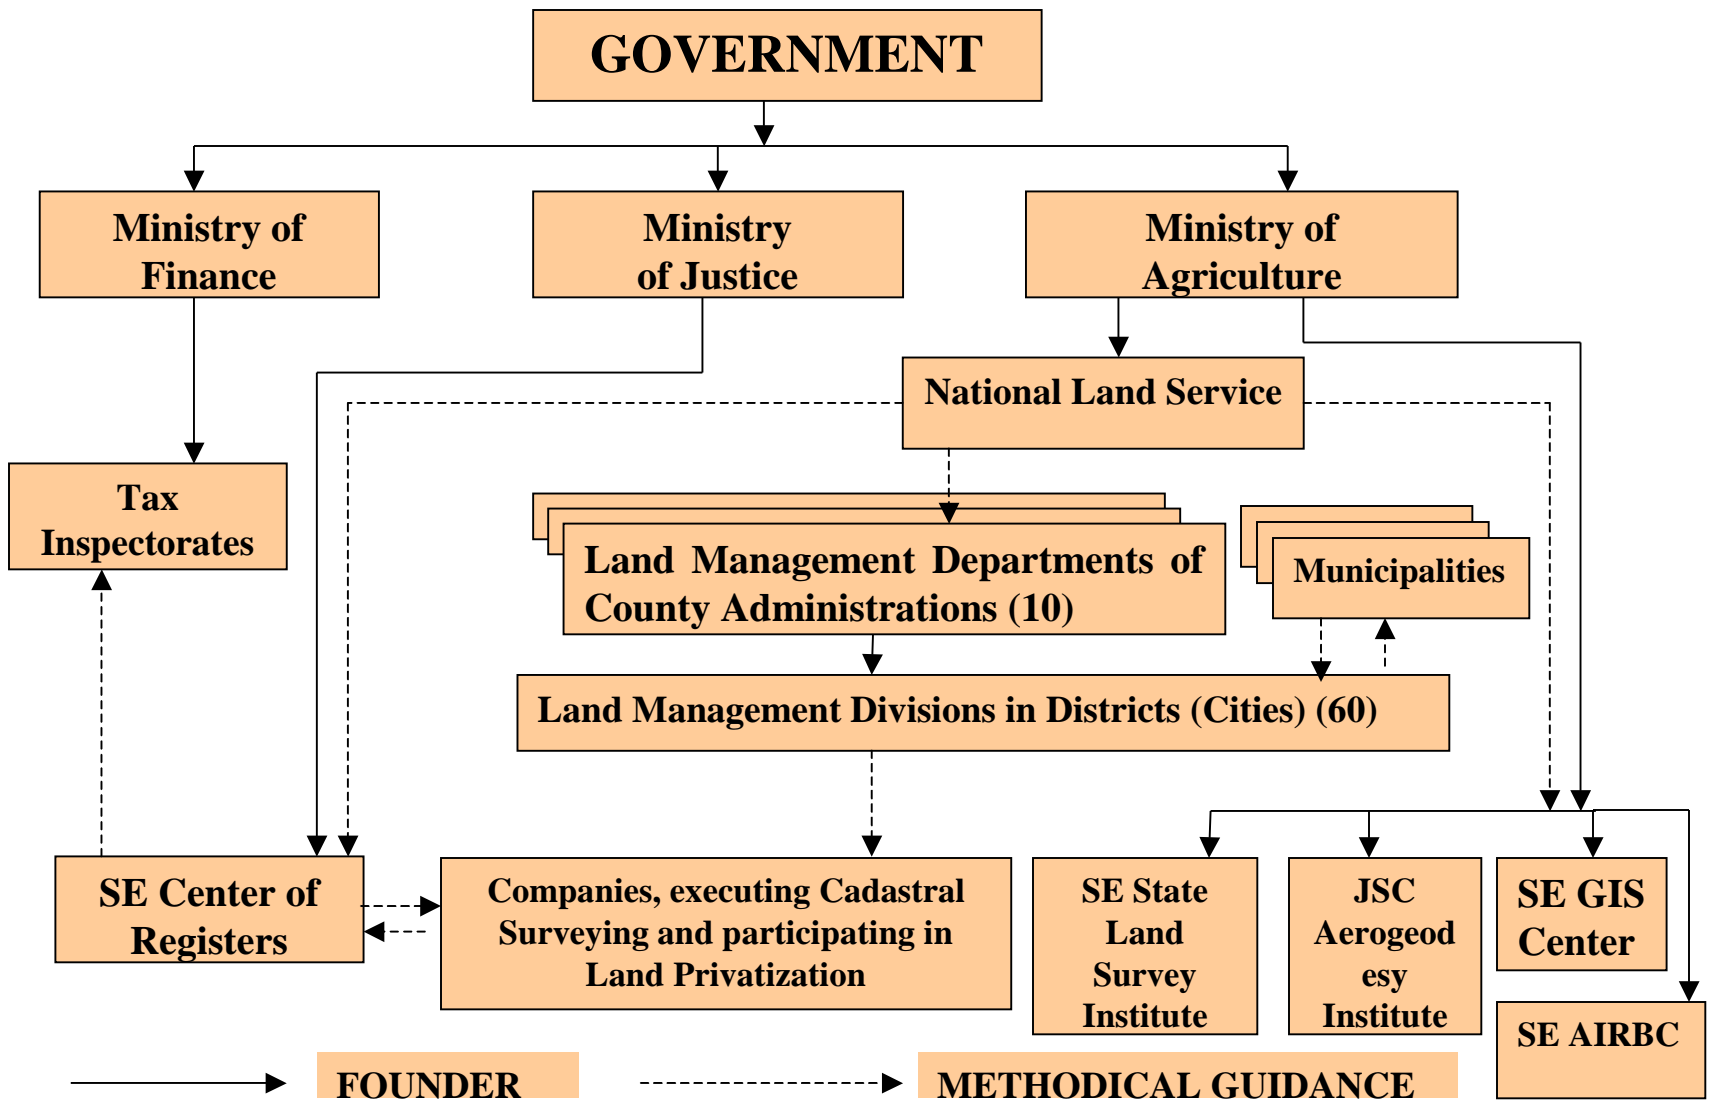 GOVERNMENT
Ministry of
Finance
Ministry
of Justice
Ministry of
Agriculture
National Land Service
Tax
Inspectorates
Land Management Departments of
County Administrations (10)
Municipalities
Land Management Divisions in Districts (Cities) (60)
SE Center of
Registers
Companies, executing Cadastral
Surveying and participating in
Land Privatization
SE State
Land
Survey
Institute
JSC
Aerogeod
esy
Institute
SE GIS
Center
SE AIRBC
FOUNDER
METHODICAL GUIDANCE